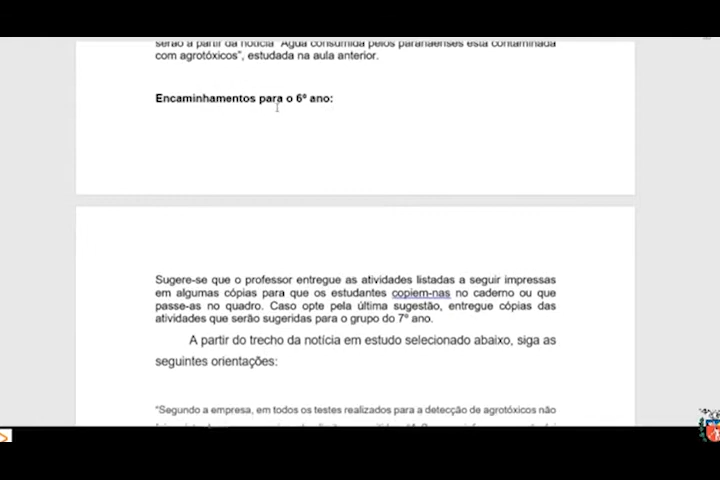 serão a partir da notícia "Água consumida pelos paranaenses está contaminada
com agrotóxicos", estudada na aula anterior.
Encaminhamentos para o 6º ano:
Sugere-se que o professor entregue as atividades listadas a seguir impressas
em algumas cópias para que os estudantes copiem-nas no caderno ou que
passe-as no quadro. Caso opte pela última sugestão, entregue cópias das
atividades que serão sugeridas para o grupo do 7º ano.
A partir do trecho da notícia em estudo selecionado abaixo, siga as
seguintes orientações:
"Segundo a empresa, em todos os testes realizados para a detecção de agrotóxicos não